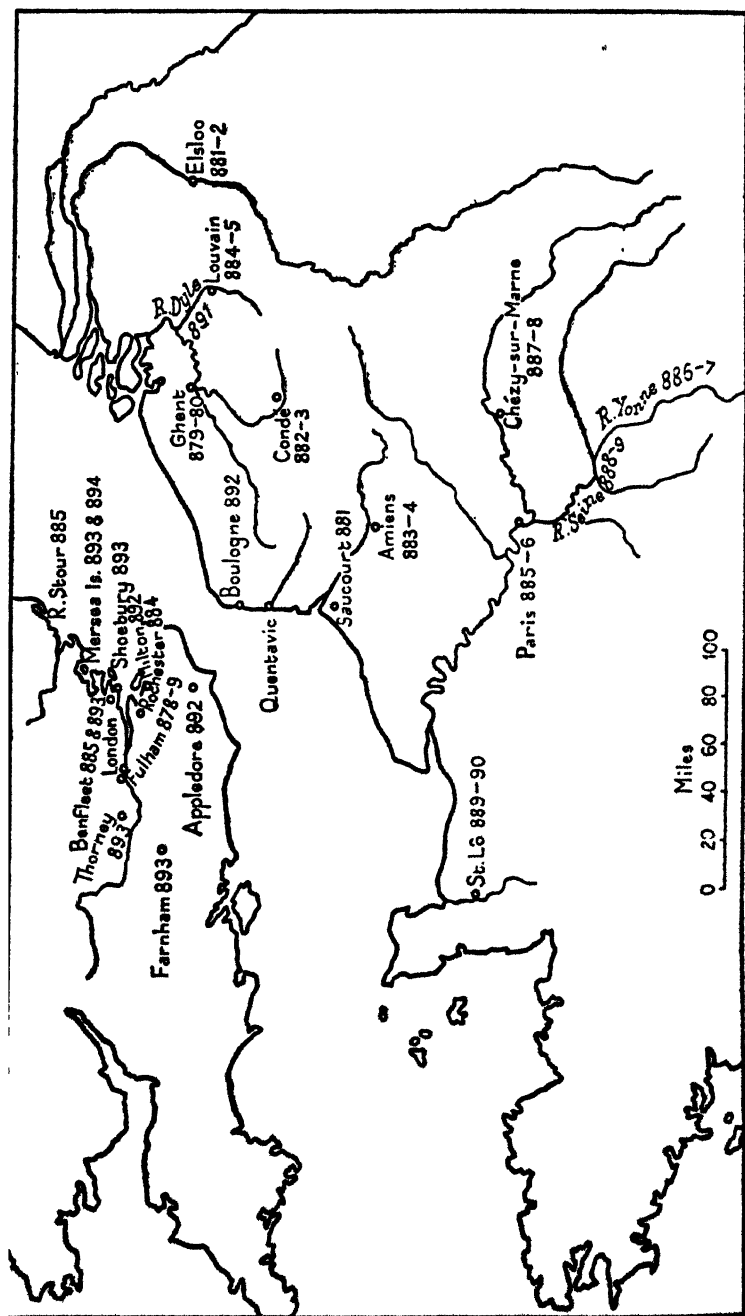 R. Stour 885
Mersea Is. 893 & 894
Shoebury 893
Benfleet 885 & 893
Milton 892
Rochester 884
London
Fulham 878-9
Thorney
893
Appledore 892
Farnham 893
Elsloo
881-2
Louvain
884-5
R. Dyle
891
Ghent
879-80
Condé
882-3
Boulogne 892
Quentavic
Saucourt 881
Amiens
883-4
Chézy-sur-Marne
887-8
R. Yonne 886->
R. Seine 888-9
Paris 885-6
St. Lô 889-90
0 20 40 60 80 100
Miles